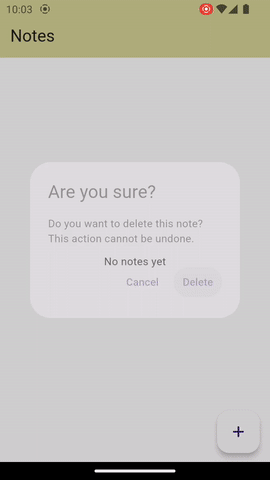 10:03
Notes
Are you sure?
Do you want to delete this note?
This action cannot be undone.
No notes yet
Cancel Delete
+